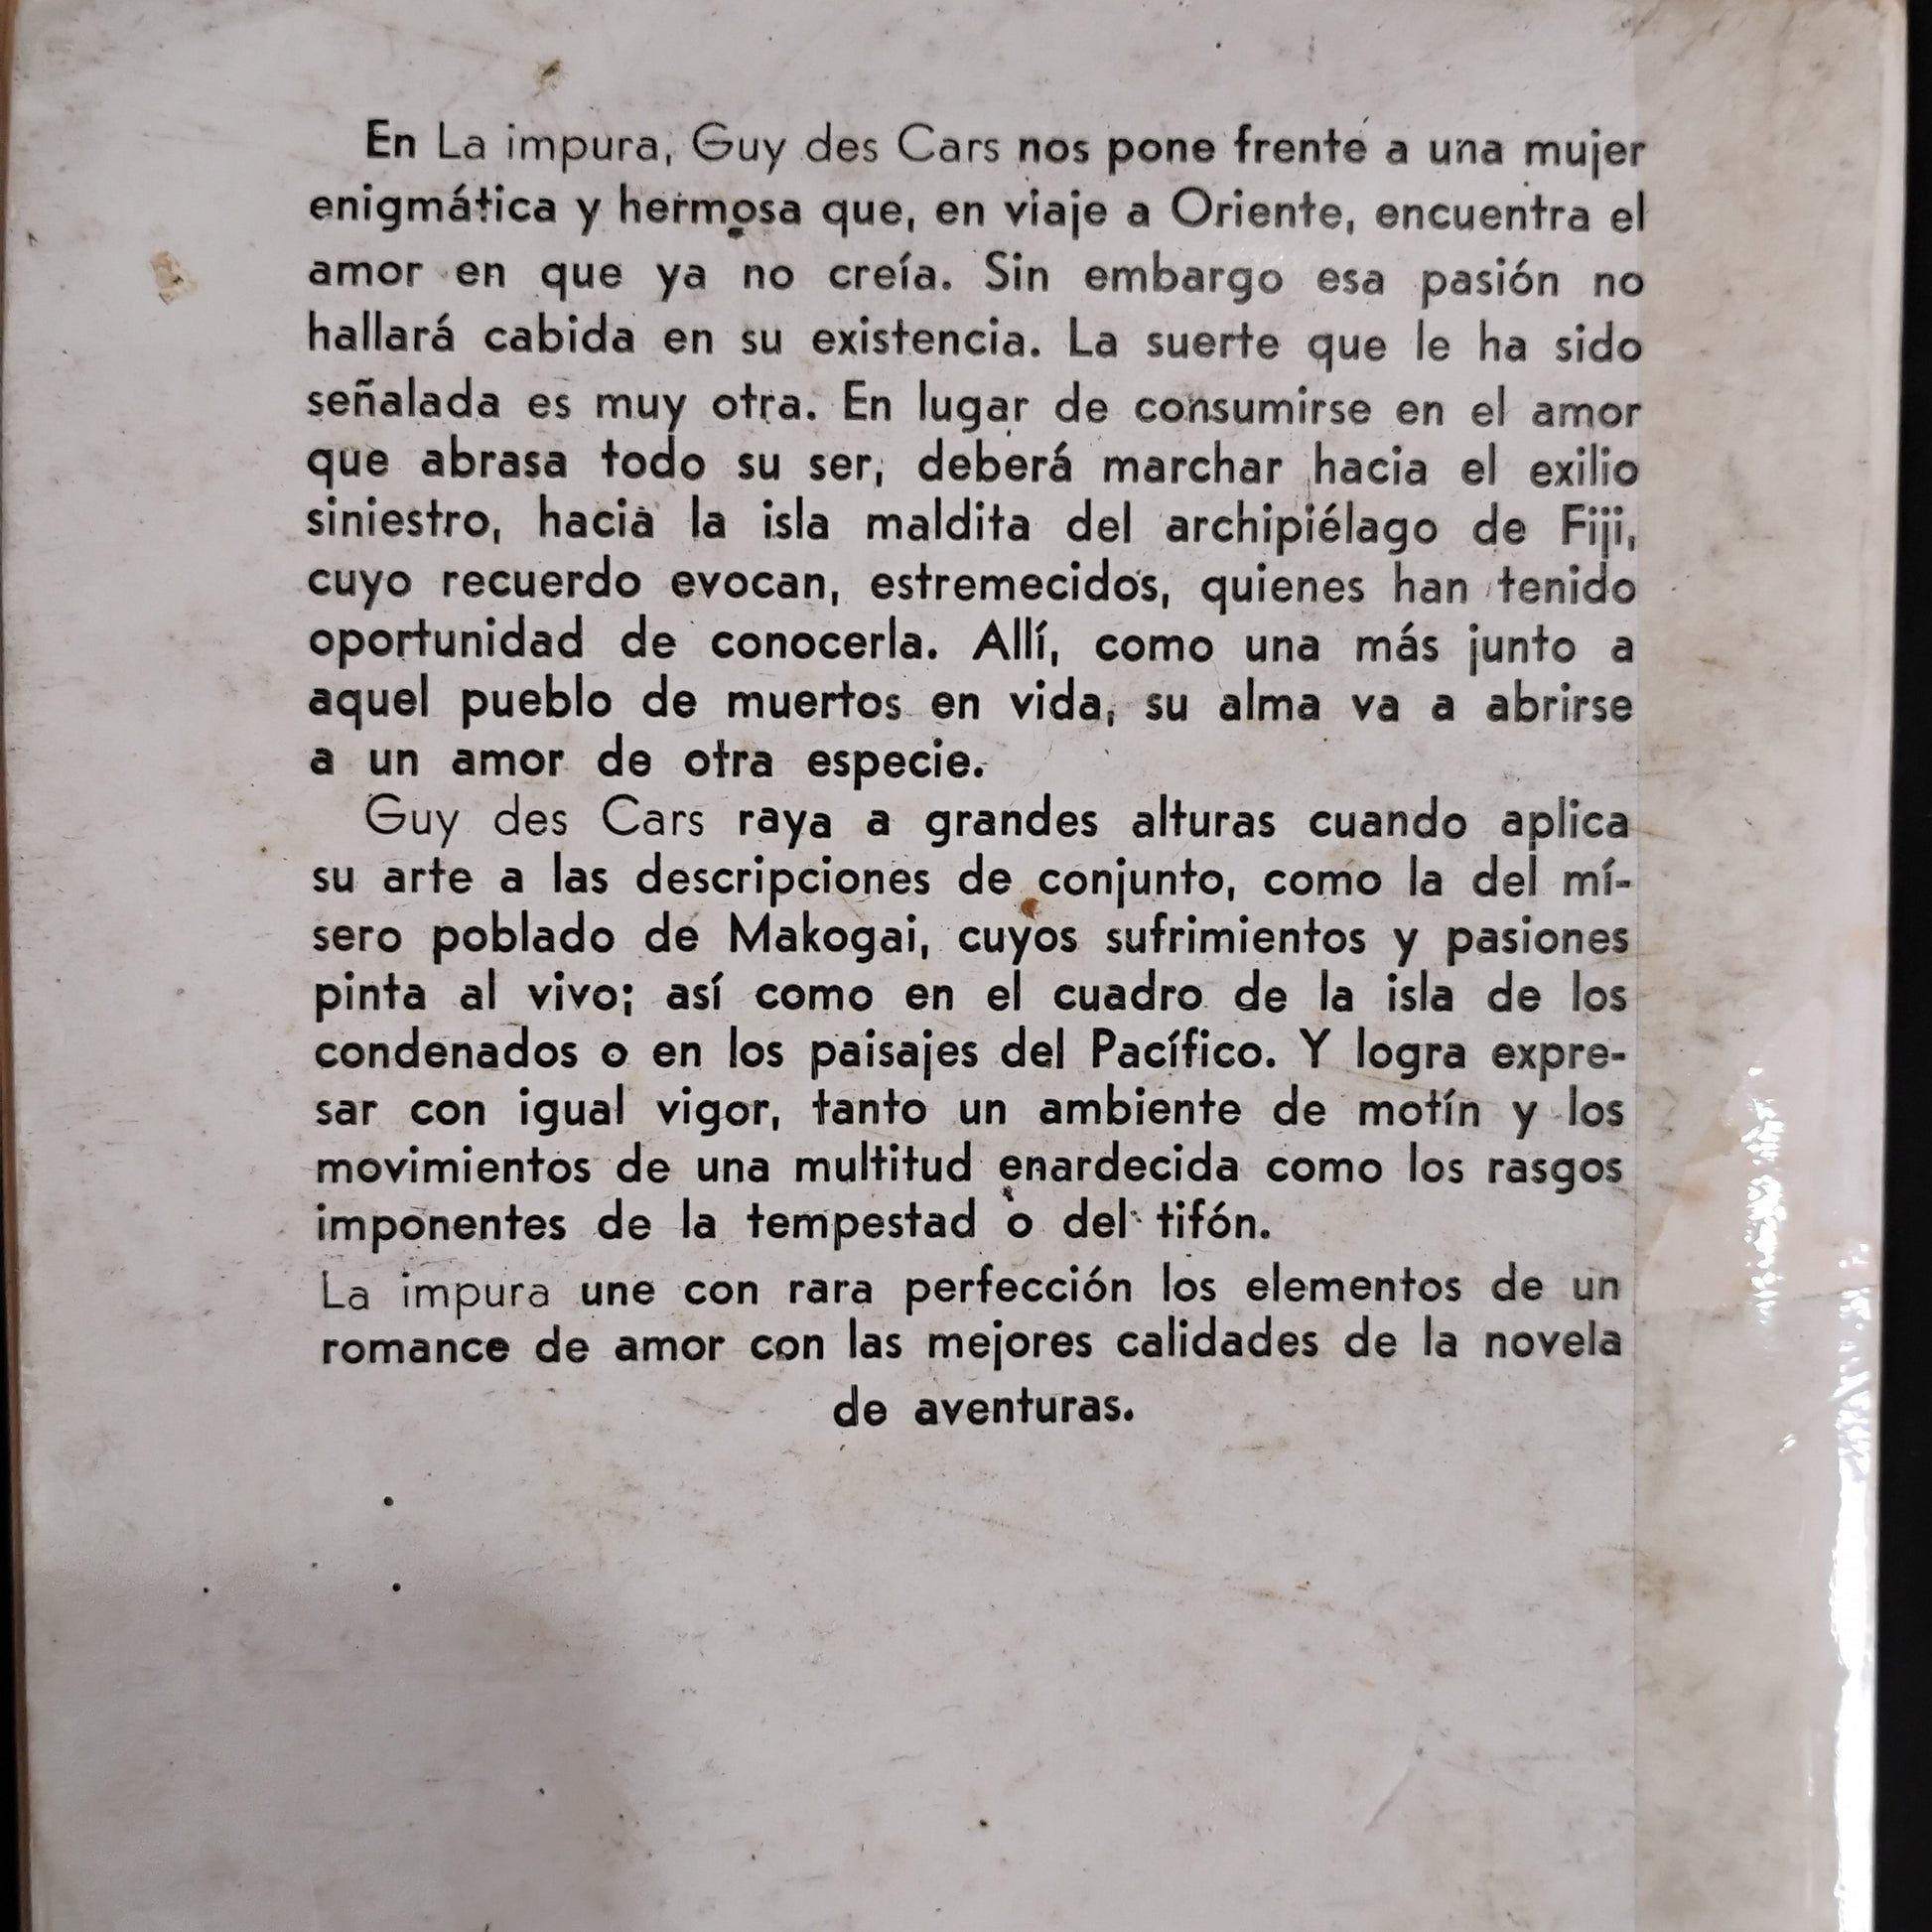 En La impura, Guy des Cars nos pone frente a una mujer
enigmática y hermosa que, en viaje a Oriente, encuentra el
amor en que ya no creía. Sin embargo esa pasión no
hallará cabida en su existencia. La suerte que le ha sido
señalada es muy otra. En lugar de consumirse en el amor
que abrasa todo su ser, deberá marchar hacia el exilio
siniestro, hacia la isla maldita del archipiélago de Fiji,
cuyo recuerdo evocan, estremecidos, quienes han tenido
oportunidad de conocerla. Allí, como una más junto a
aquel pueblo de muertos en vida, su alma va a abrirse
a un amor de otra especie.
Guy des Cars raya a grandes alturas cuando aplica
su arte a las descripciones de conjunto, como la del mí-
sero poblado de Makogai, cuyos sufrimientos y pasiones
pinta al vivo; así como en el cuadro de la isla de los
condenados o en los paisajes del Pacífico. Y logra expre-
sar con igual vigor, tanto un ambiente de motín y los
movimientos de una multitud enardecida como los rasgos
imponentes de la tempestad o del tifón.
La impura une con rara perfección los elementos de un
romance de amor con las mejores calidades de la novela
de aventuras.